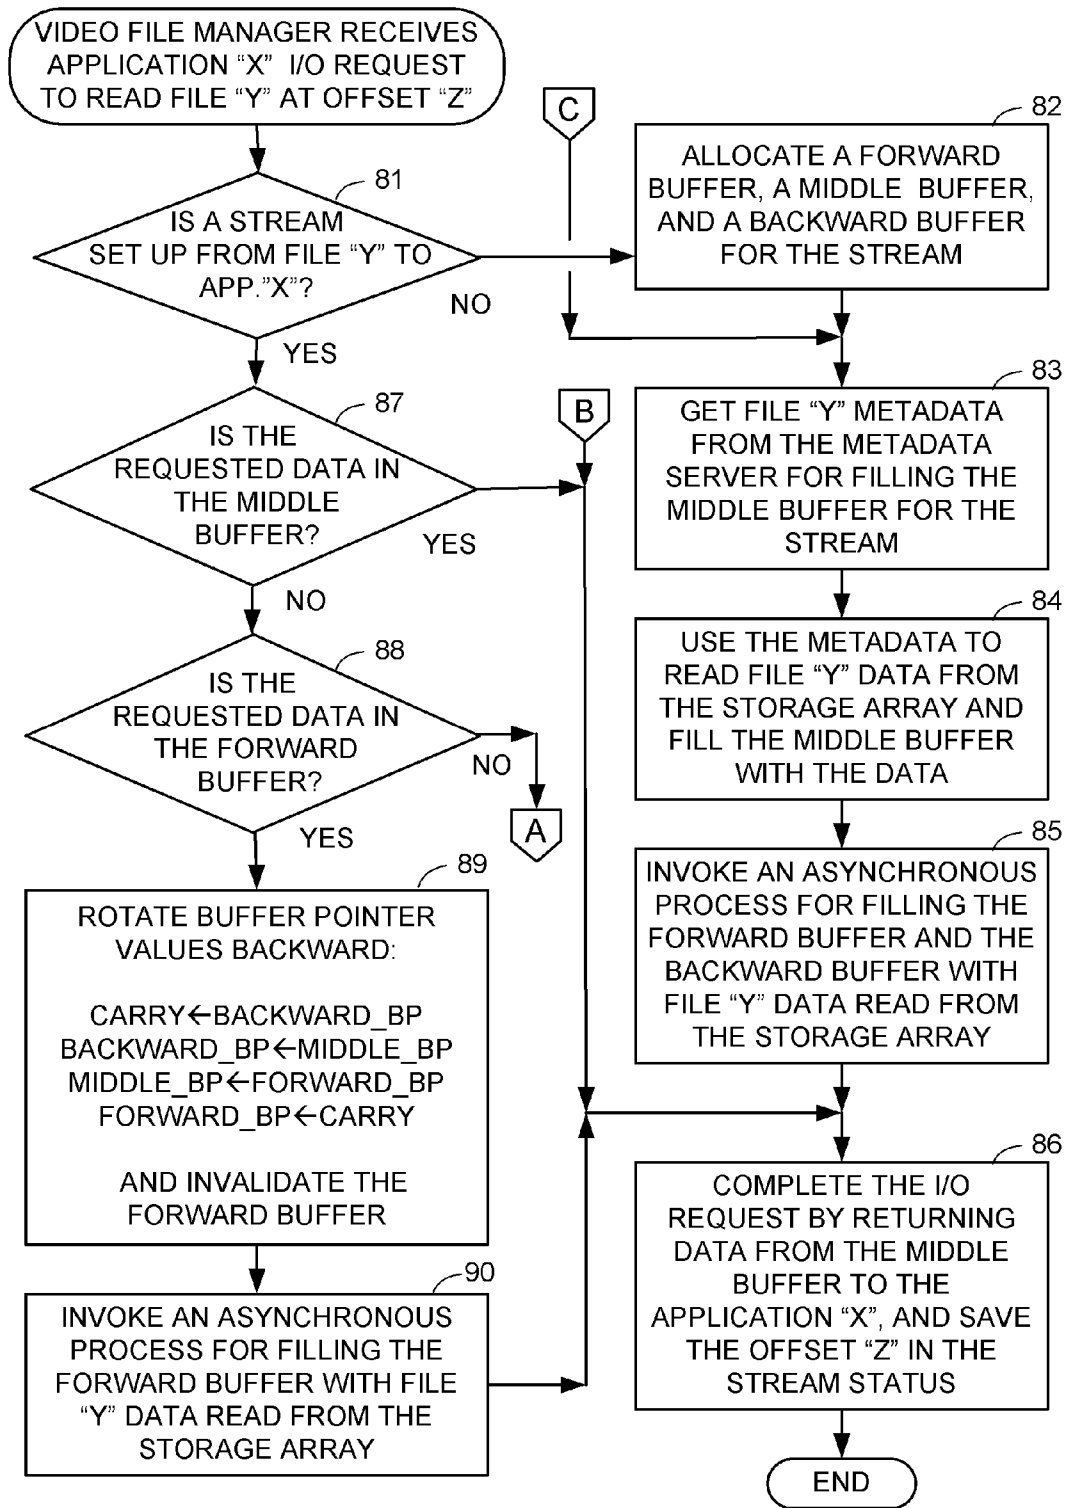 VIDEO FILE MANAGER RECEIVES
APPLICATION “X” I/O REQUEST
TO READ FILE “Y” AT OFFSET “Z”
81
IS A STREAM
SET UP FROM FILE “Y” TO
APP.”X”?
NO
YES
87
IS THE
REQUESTED DATA IN
THE MIDDLE
BUFFER?
YES
NO
88
IS THE
REQUESTED DATA IN
THE FORWARD
BUFFER?
NO
A
YES
89
ROTATE BUFFER POINTER
VALUES BACKWARD:
CARRY←BACKWARD_BP
BACKWARD_BP←MIDDLE_BP
MIDDLE_BP←FORWARD_BP
FORWARD_BP←CARRY
AND INVALIDATE THE
FORWARD BUFFER
90
INVOKE AN ASYNCHRONOUS
PROCESS FOR FILLING THE
FORWARD BUFFER WITH FILE
“Y” DATA READ FROM THE
STORAGE ARRAY
C
B
82
ALLOCATE A FORWARD
BUFFER, A MIDDLE BUFFER,
AND A BACKWARD BUFFER
FOR THE STREAM
83
GET FILE “Y” METADATA
FROM THE METADATA
SERVER FOR FILLING THE
MIDDLE BUFFER FOR THE
STREAM
84
USE THE METADATA TO
READ FILE “Y” DATA FROM
THE STORAGE ARRAY AND
FILL THE MIDDLE BUFFER
WITH THE DATA
85
INVOKE AN ASYNCHRONOUS
PROCESS FOR FILLING THE
FORWARD BUFFER AND THE
BACKWARD BUFFER WITH
FILE “Y” DATA READ FROM
THE STORAGE ARRAY
86
COMPLETE THE I/O
REQUEST BY RETURNING
DATA FROM THE MIDDLE
BUFFER TO THE
APPLICATION “X”, AND SAVE
THE OFFSET “Z” IN THE
STREAM STATUS
END